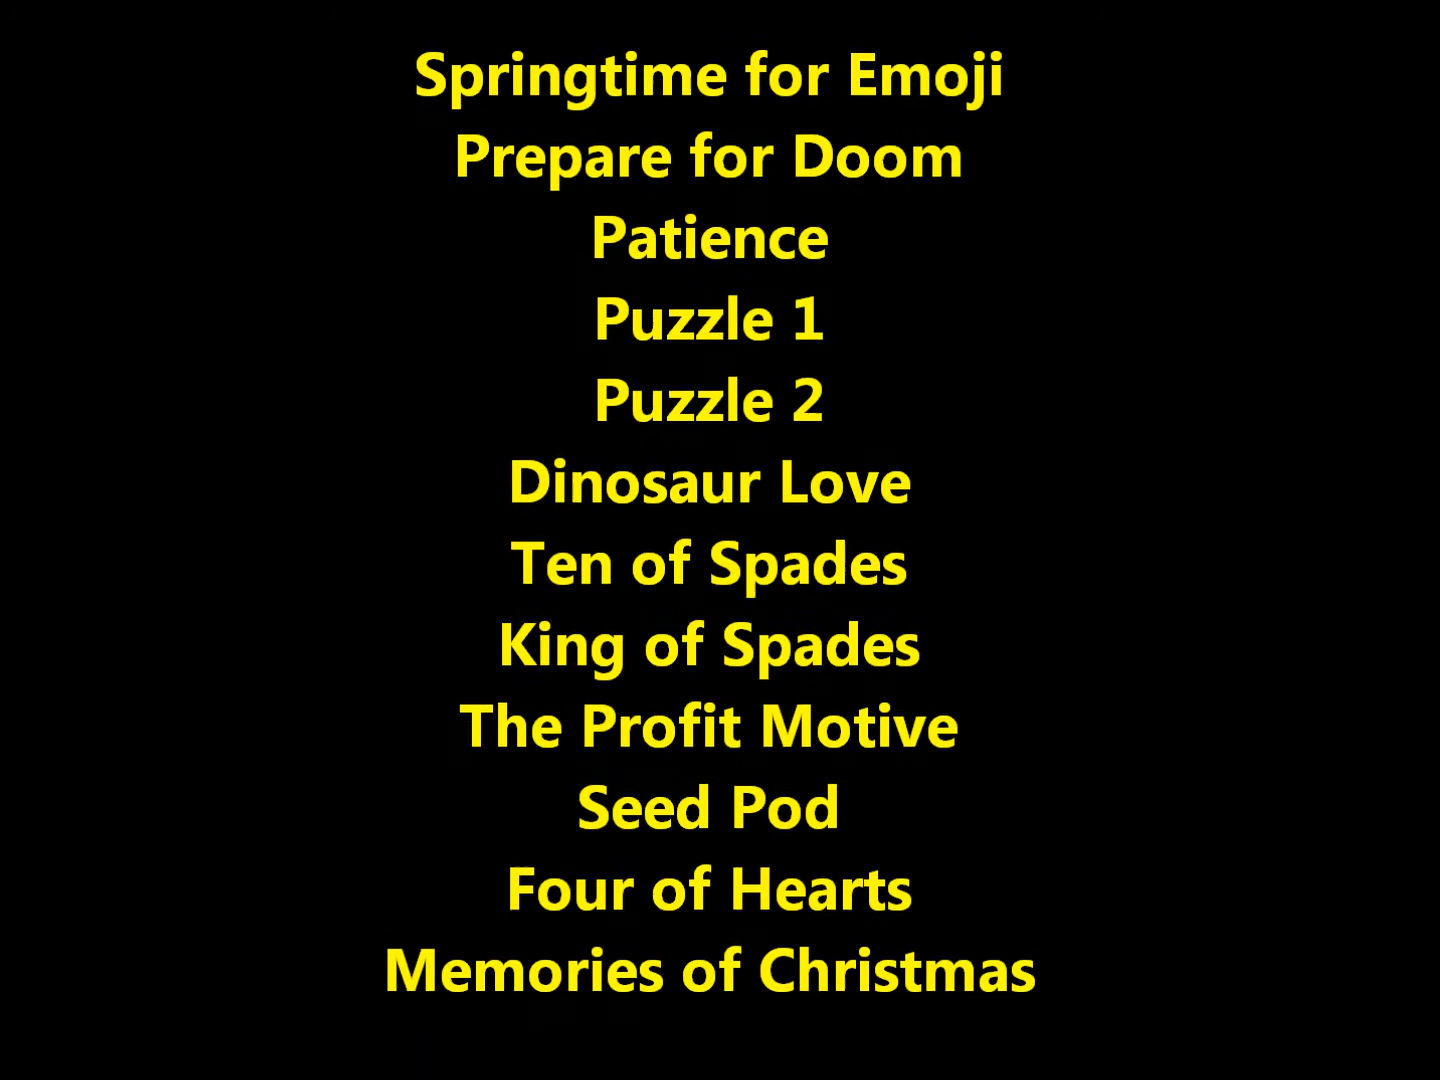 Springtime for Emoji
Prepare for Doom
Patience
Puzzle 1
Puzzle 2
Dinosaur Love
Ten of Spades
King of Spades
The Profit Motive
Seed Pod
Four of Hearts
Memories of Christmas